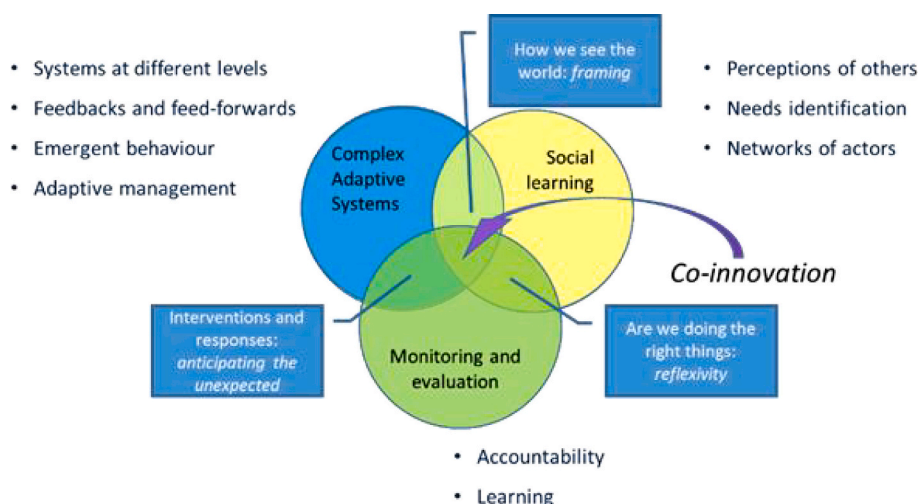 How we see the
world: framing
• Systems at different levels
• Feedbacks and feed-forwards
• Emergent behaviour
• Adaptive management
• Perceptions of others
• Needs identification
• Networks of actors
Complex
Adaptive
Systems
Social
learning
Co-innovation
Interventions and
responses:
anticipating the
unexpected
Monitoring and
evaluation
Are we doing the
right things:
reflexivity
• Accountability
• Learning